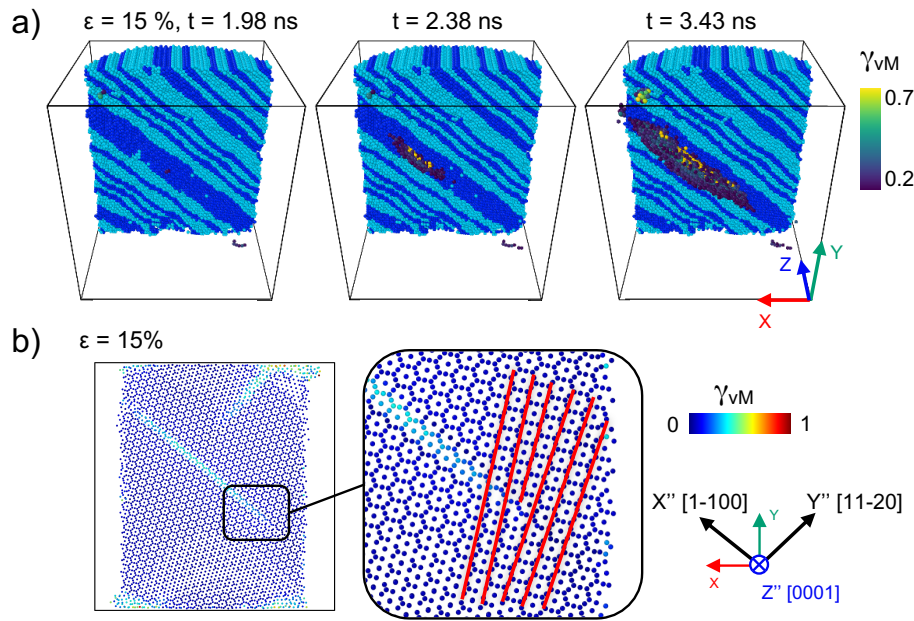 a) ε = 15 %, t = 1.98 ns t = 2.38 ns t = 3.43 ns
γvM
0.7
0.2
Z Y
X
b) ε = 15%
γvM
0 1
X'' [1-100] Y'' [11-20]
Y
X
Z'' [0001]